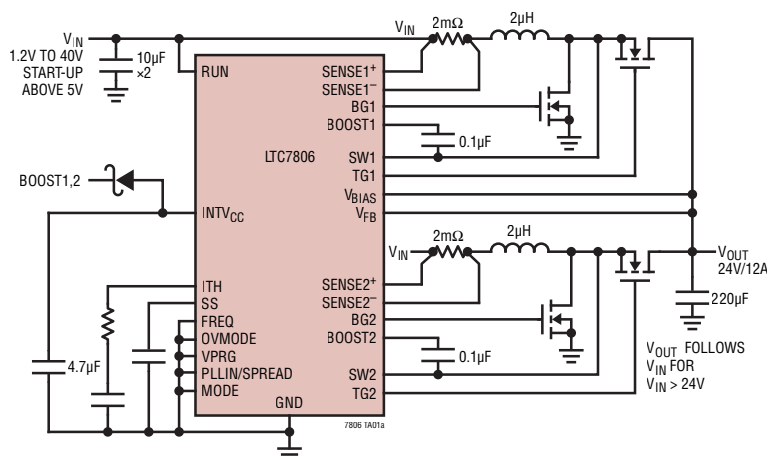 VIN
1.2V TO 40V
START-UP
ABOVE 5V
10µF
×2
VIN
2mΩ
2µH
RUN
SENSE1+
SENSE1–
BG1
BOOST1
0.1µF
LTC7806
SW1
TG1
BOOST1,2
VBIAS
INTVCC
VFB
2mΩ
2µH
VIN
VOUT
24V/12A
ITH
SS
FREQ
OVMODE
VPRG
PLLIN/SPREAD
MODE
SENSE2+
SENSE2–
BG2
BOOST2
0.1µF
SW2
TG2
220µF
VOUT FOLLOWS
VIN FOR
VIN > 24V
4.7µF
GND
7806 TA01a